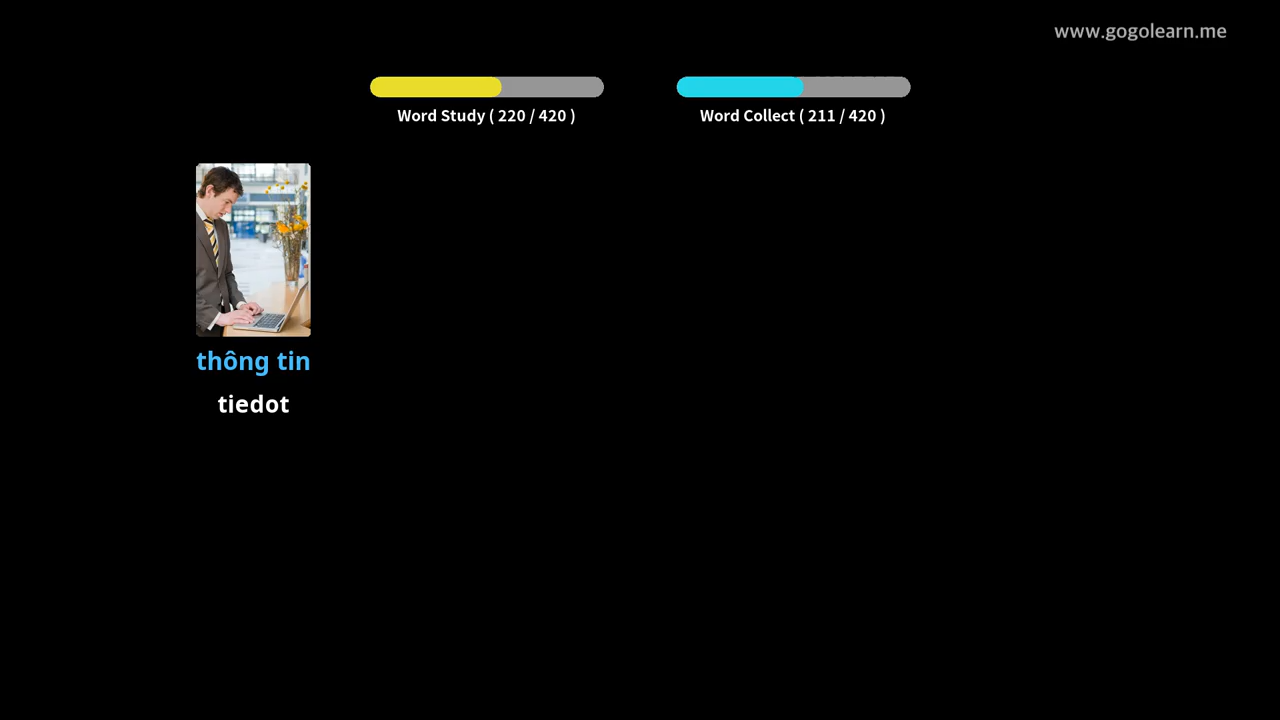 www.gogolearn.me
Word Study ( 220 / 420 )
Word Collect ( 211 / 420 )
thông tin
tiedot